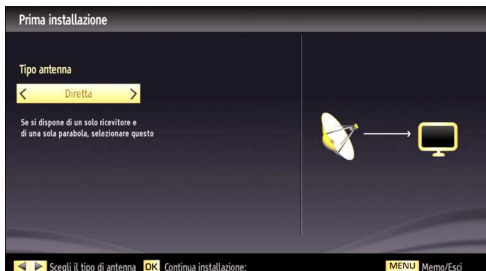 Prima installazione
Tipo antenna
Diretta
Se si dispone di un solo ricevitore e
di una sola parabola, selezionare questo
Scegli il tipo di antenna OK Continua installazione:
MENU Memo/Esci